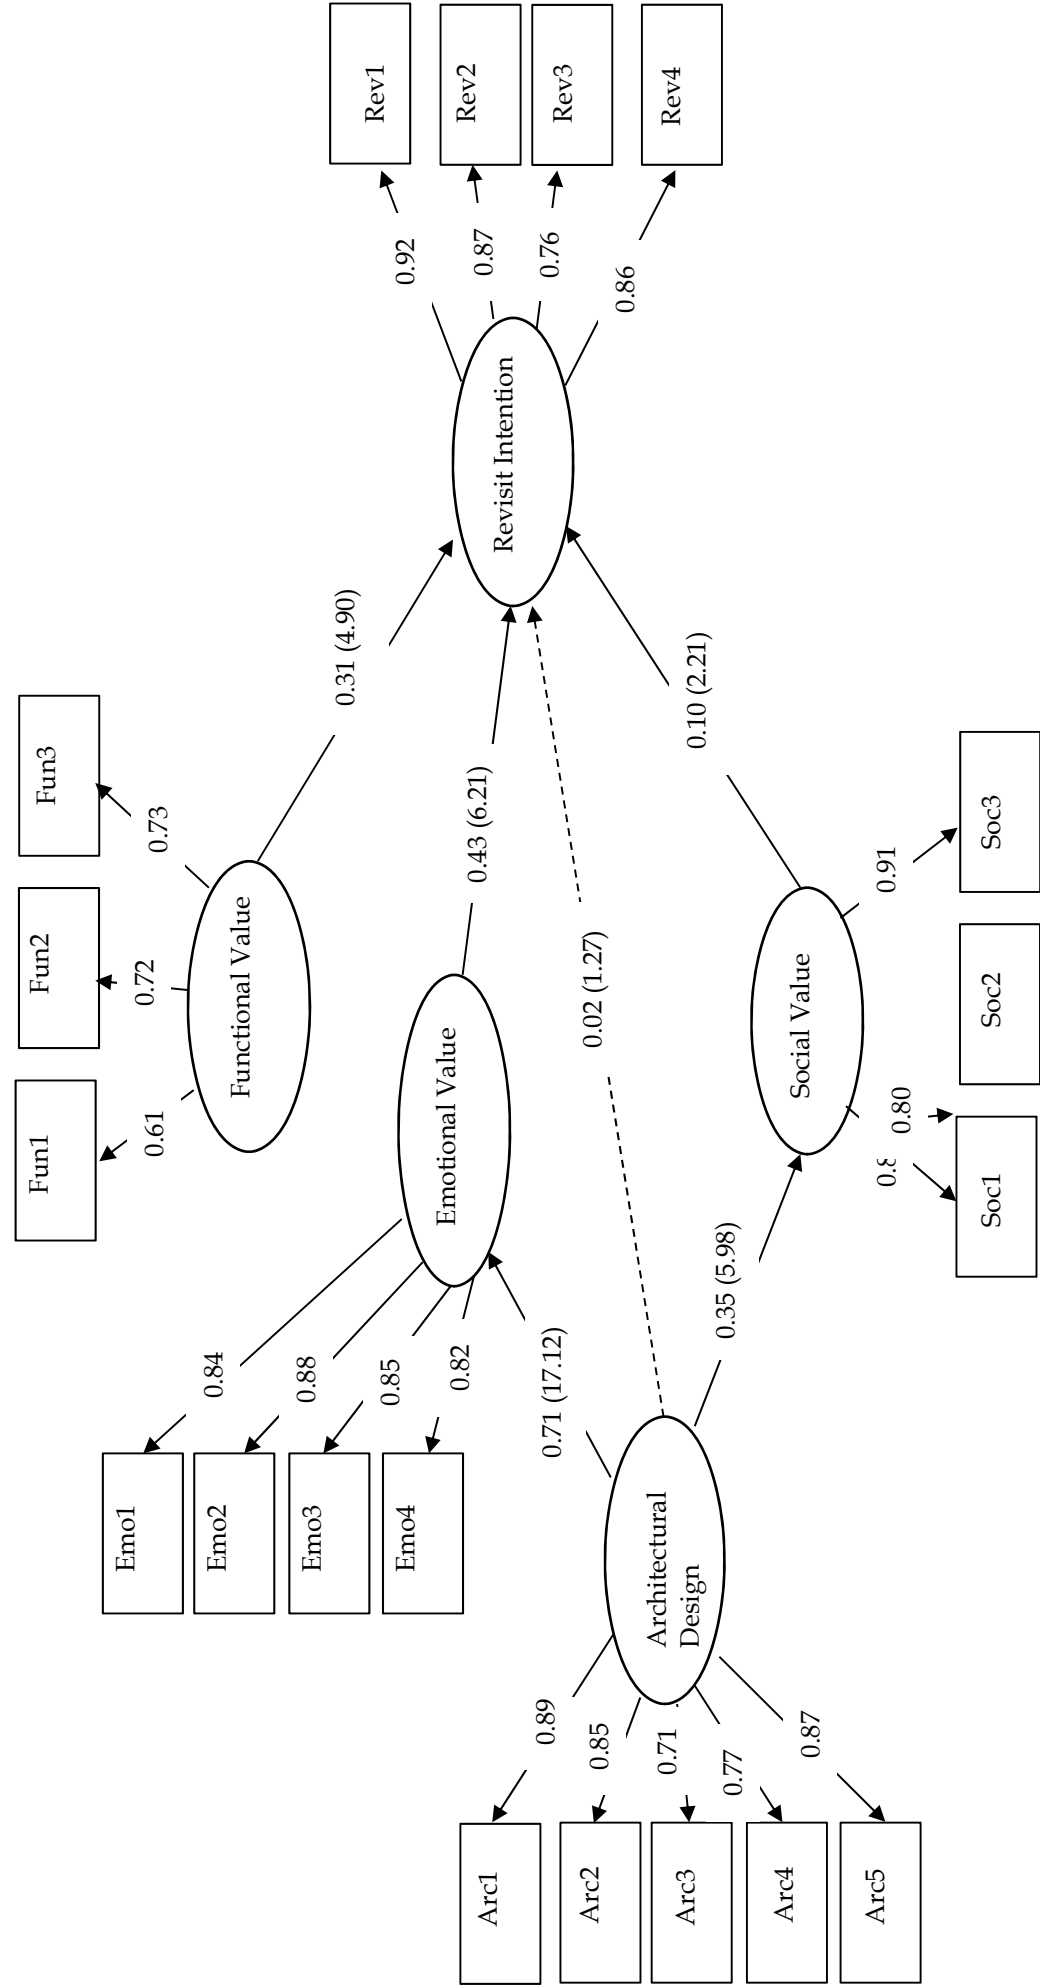 Fun1
Fun2
Fun3
0.61
0.72
0.73
Functional Value
0.31 (4.90)
Emo1
Emo2
Emo3
Emo4
0.84
0.88
0.85
0.82
Emotional Value
0.43 (6.21)
Rev1
Rev2
Rev3
Rev4
0.92
0.87
0.76
0.86
Revisit Intention
0.71 (17.12)
0.02 (1.27)
Arc1
Arc2
Arc3
Arc4
Arc5
0.89
0.85
0.71
0.77
0.87
Architectural
Design
0.35 (5.98)
0.10 (2.21)
Social Value
0.80
0.91
Soc1
Soc2
Soc3